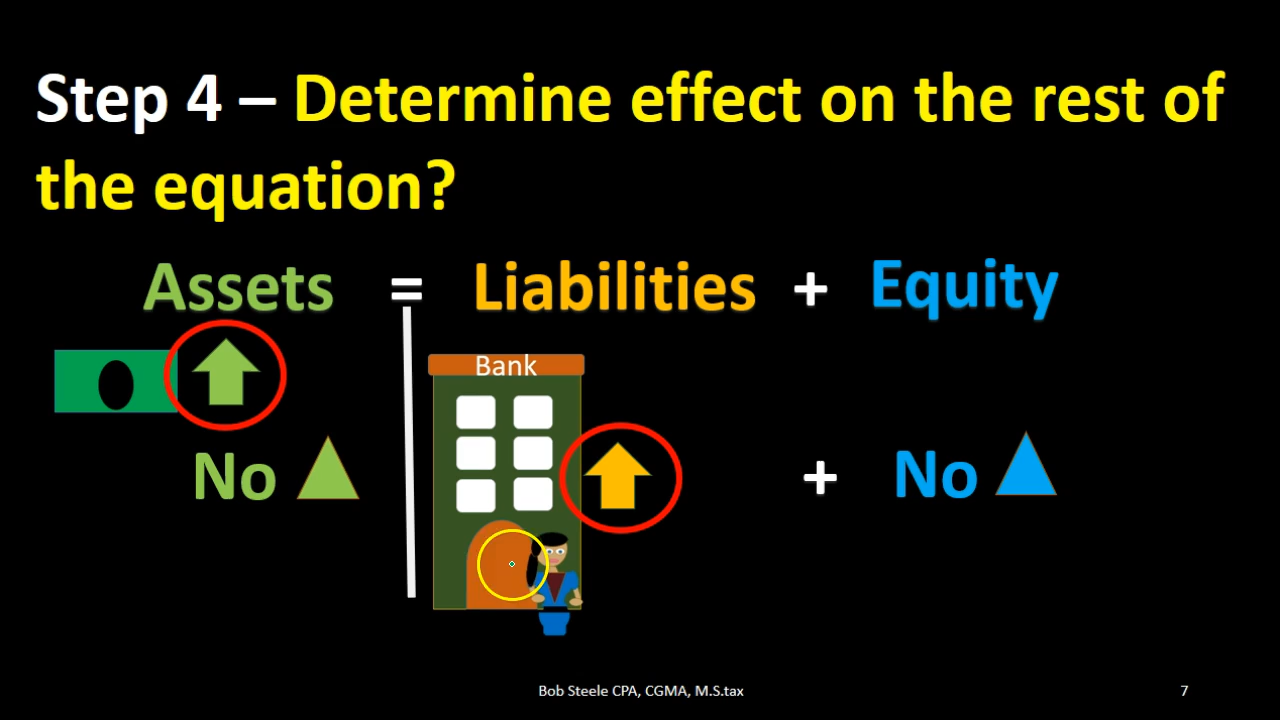 Step 4 – Determine effect on the rest of
the equation?
Assets = Liabilities + Equity
Bank
No + No
Bob Steele CPA, CGMA, M.S.tax 7